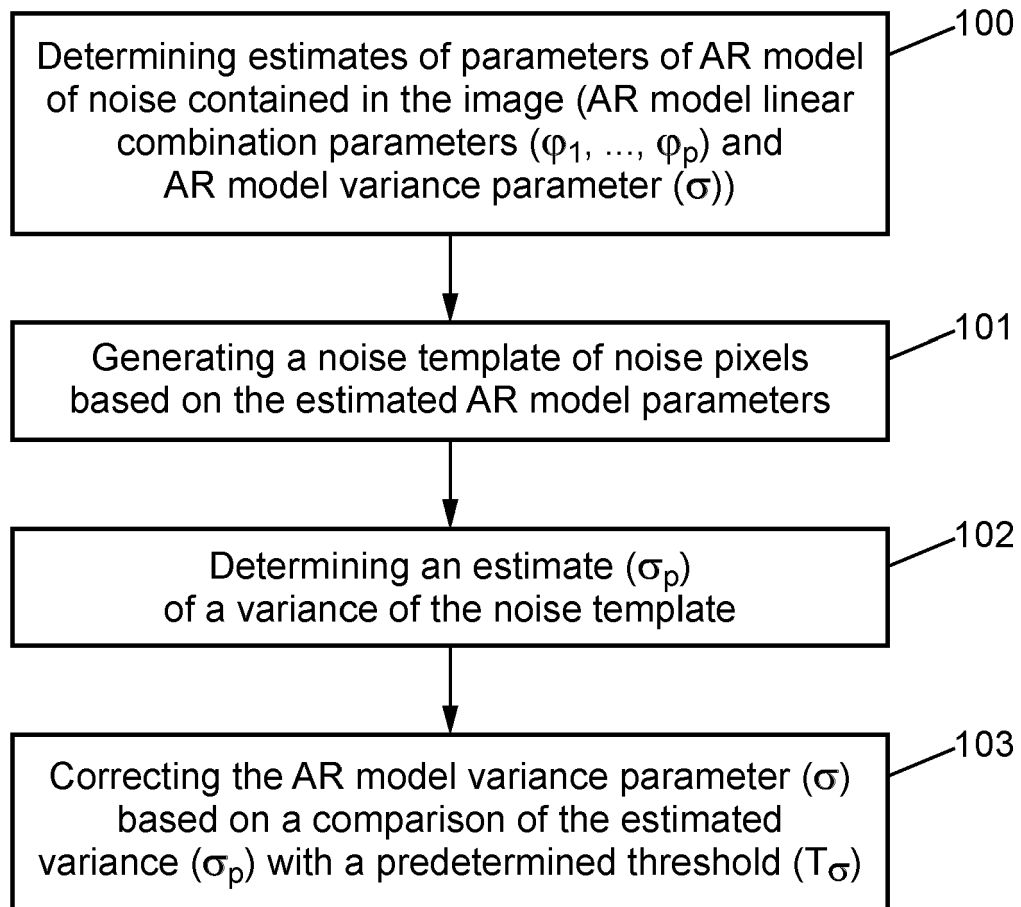 100
Determining estimates of parameters of AR model
of noise contained in the image (AR model linear
combination parameters (φ₁, ..., φₚ) and
AR model variance parameter (σ))
101
Generating a noise template of noise pixels
based on the estimated AR model parameters
102
Determining an estimate (σₚ)
of a variance of the noise template
103
Correcting the AR model variance parameter (σ)
based on a comparison of the estimated
variance (σₚ) with a predetermined threshold (T_σ)